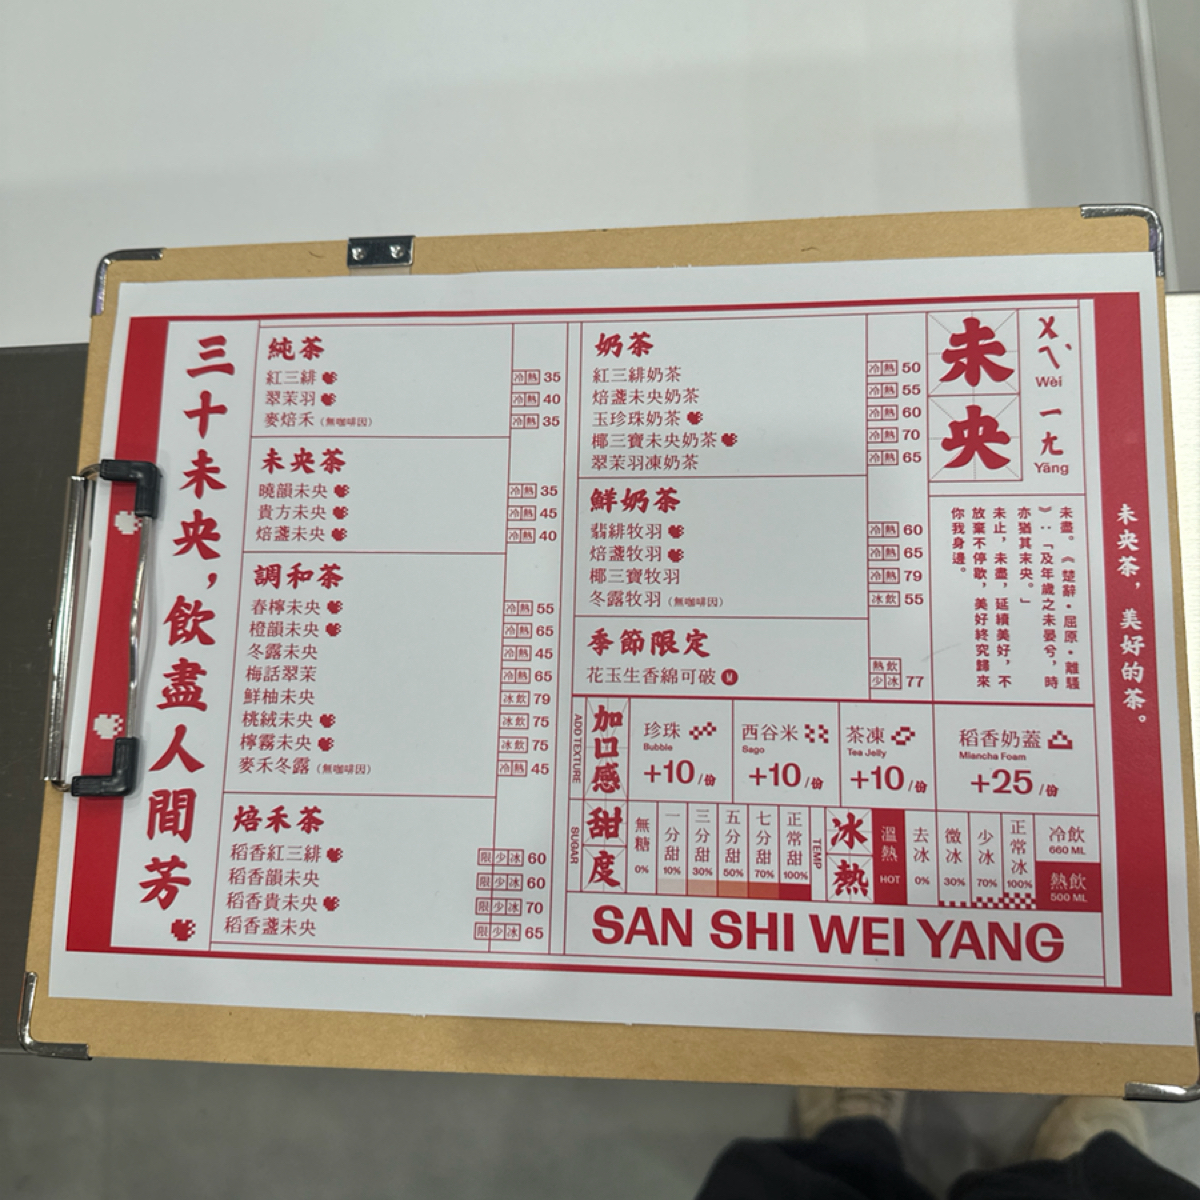 三十未央,飲盡人間芳
純茶
紅三緋 冷熱 35
翠茉羽 冷熱 40
麥焙禾 (無咖啡因) 冷熱 35
未央茶
曉韻未央 冷熱 35
貴方未央 冷熱 45
焙盞未央 冷熱 40
調和茶
春檸未央 冷熱 55
橙韻未央 冷熱 65
冬露未央 冷熱 45
梅話翠茉 冷熱 65
鮮柚未央 冰飲 79
桃絨未央 冰飲 75
檸霧未央 冰飲 75
麥禾冬露 (無咖啡因) 冷熱 45
焙禾茶
稻香紅三緋 限少冰 60
稻香韻未央 限少冰 60
稻香貴未央 限少冰 70
稻香盞未央 限少冰 65
奶茶
紅三緋奶茶 冷熱 50
焙盞未央奶茶 冷熱 55
玉珍珠奶茶 冷熱 60
椰三寶未央奶茶 冷熱 70
翠茉羽凍奶茶 冷熱 65
鮮奶茶
翡緋牧羽 冷熱 60
焙盞牧羽 冷熱 65
椰三寶牧羽 冷熱 79
冬露牧羽 (無咖啡因) 冰飲 55
季節限定
花玉生香綿可破 M 熱飲 少冰 77
未央
ㄨㄟˋ
Wèi
ㄧㄤ
Yāng
未盡。《楚辭・屈原・離騷
》:「及年歲之未晏兮,時
亦猶其未央。」
未止,未盡,延續美好,不
放棄不停歇,美好終究歸來
你我身邊。
加口感
ADD TEXTURE
珍珠
Bubble
+10/份
西谷米
Sago
+10/份
茶凍
Tea Jelly
+10/份
稻香奶蓋
Miancha Foam
+25/份
甜度
SUGAR
無糖 0%
一分甜 10%
三分甜 30%
五分甜 50%
七分甜 70%
正常甜 100%
TEMP
冰熱
溫熱 HOT
去冰 0%
微冰 30%
少冰 70%
正常冰 100%
冷飲
660 ML
熱飲
500 ML
SAN SHI WEI YANG
未央茶,美好的茶。